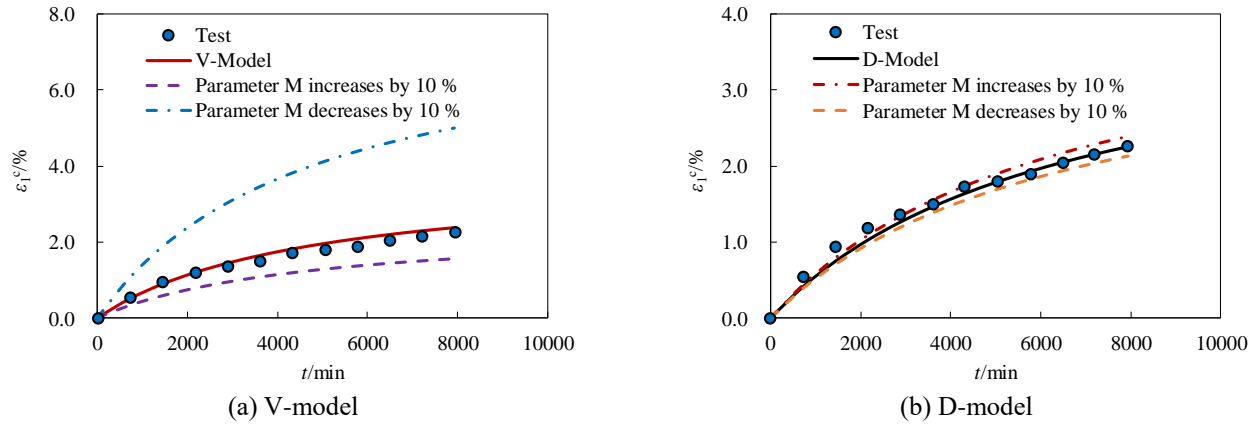 8.0
6.0
4.0
2.0
0.0
ε₁ᶜ/%
Test
V-Model
Parameter M increases by 10 %
Parameter M decreases by 10 %
0 2000 4000 6000 8000 10000
t/min
(a) V-model
4.0
3.0
2.0
1.0
0.0
ε₁ᶜ/%
Test
D-Model
Parameter M increases by 10 %
Parameter M decreases by 10 %
0 2000 4000 6000 8000 10000
t/min
(b) D-model